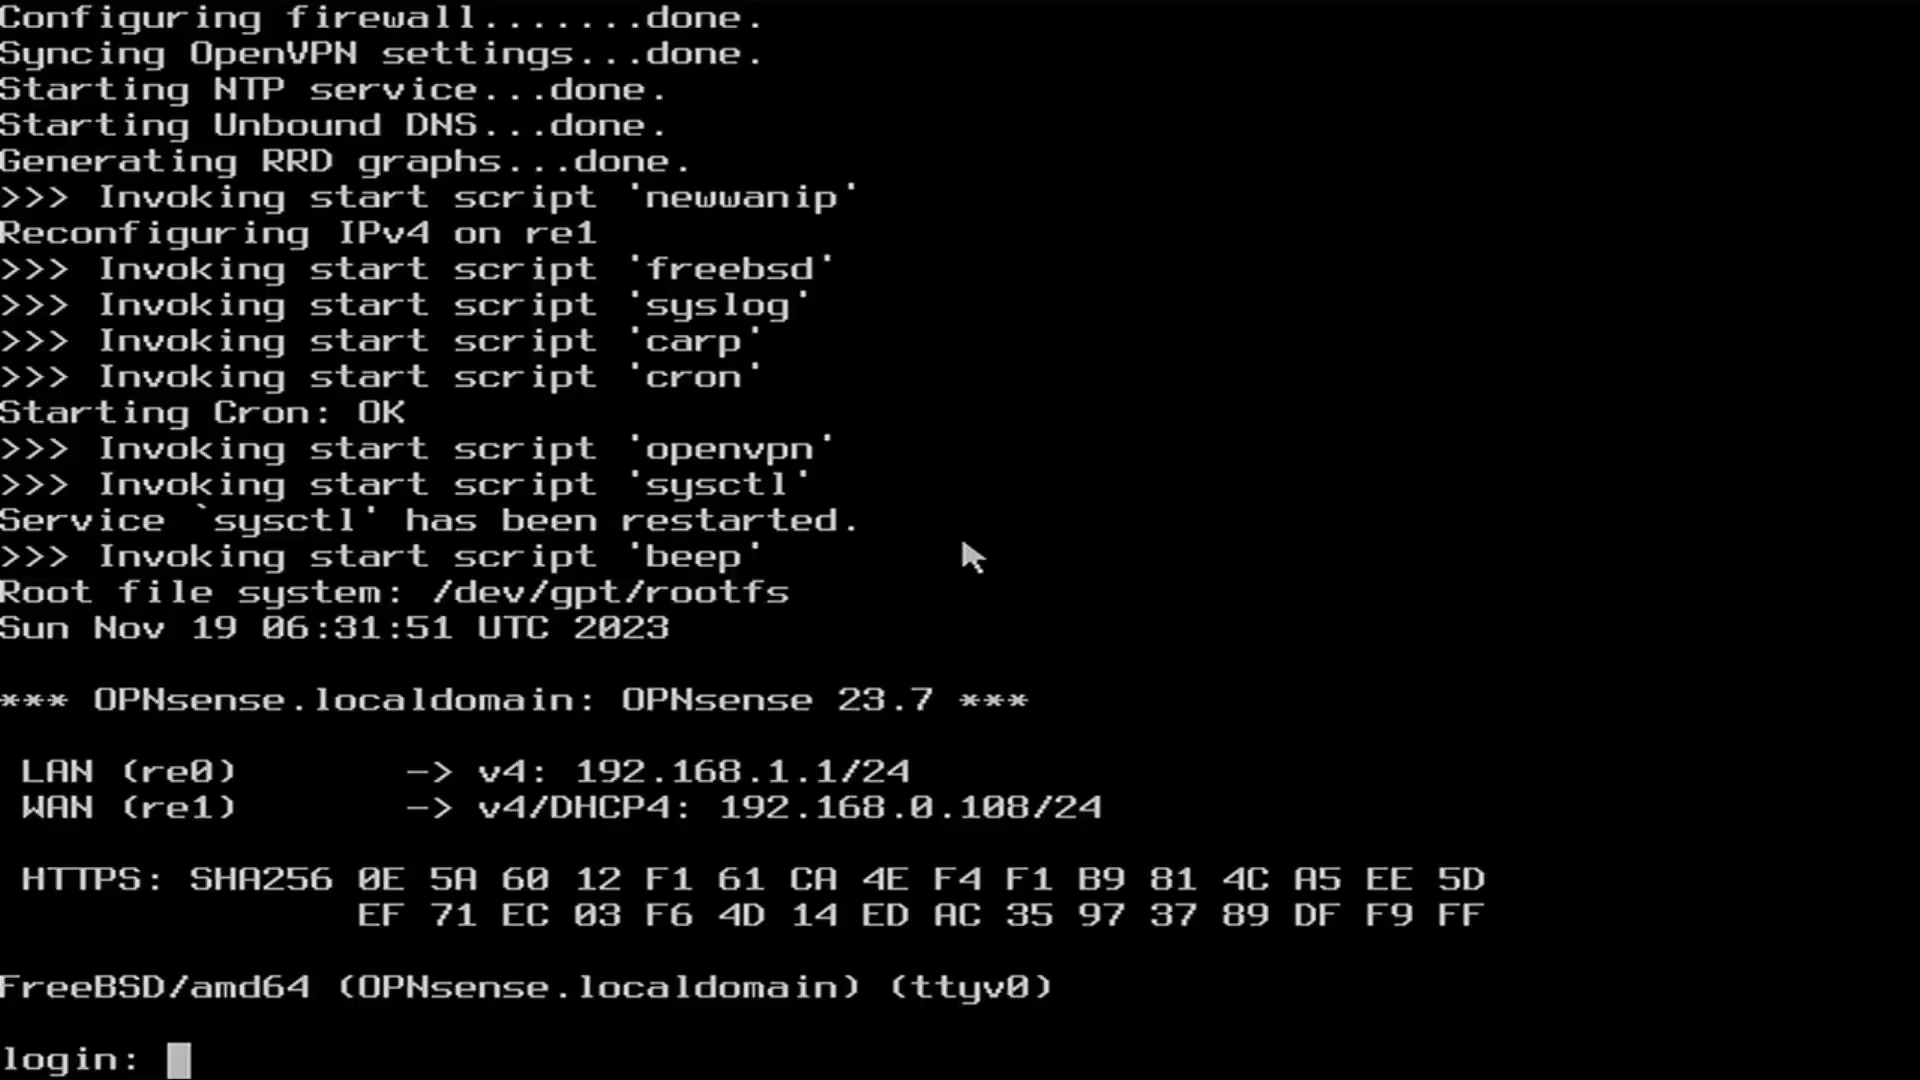 Configuring firewall.......done.
Syncing OpenVPN settings...done.
Starting NTP service...done.
Starting Unbound DNS...done.
Generating RRD graphs...done.
>>> Invoking start script 'newwanip'
Reconfiguring IPv4 on re1
>>> Invoking start script 'freebsd'
>>> Invoking start script 'syslog'
>>> Invoking start script 'carp'
>>> Invoking start script 'cron'
Starting Cron: OK
>>> Invoking start script 'openvpn'
>>> Invoking start script 'sysctl'
Service `sysctl' has been restarted.
>>> Invoking start script 'beep'
Root file system: /dev/gpt/rootfs
Sun Nov 19 06:31:51 UTC 2023
*** OPNsense.localdomain: OPNsense 23.7 ***
LAN (re0)       -> v4: 192.168.1.1/24
WAN (re1)       -> v4/DHCP4: 192.168.0.108/24
HTTPS: SHA256 0E 5A 60 12 F1 61 CA 4E F4 F1 B9 81 4C A5 EE 5D
EF 71 EC 03 F6 4D 14 ED AC 35 97 37 89 DF F9 FF
FreeBSD/amd64 (OPNsense.localdomain) (ttyv0)
login: